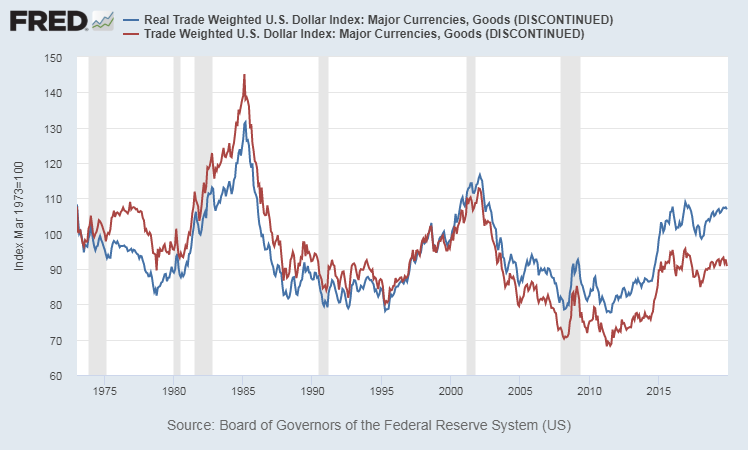 FRED
Real Trade Weighted U.S. Dollar Index: Major Currencies, Goods (DISCONTINUED)
Trade Weighted U.S. Dollar Index: Major Currencies, Goods (DISCONTINUED)
Index Mar 1973=100
150
140
130
120
110
100
90
80
70
60
1975 1980 1985 1990 1995 2000 2005 2010 2015
Source: Board of Governors of the Federal Reserve System (US)